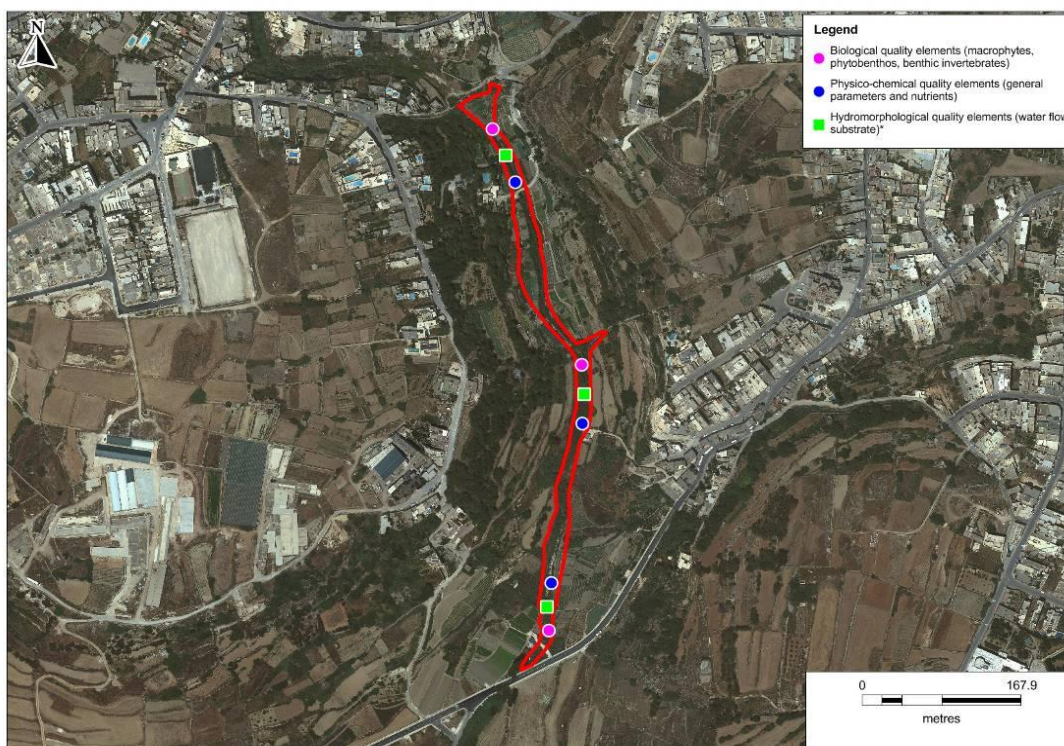 N
Legend
Biological quality elements (macrophytes,
phytobenthos, benthic invertebrates)
Physico-chemical quality elements (general
parameters and nutrients)
Hydromorphological quality elements (water flow
substrate)*
0 167.9
metres